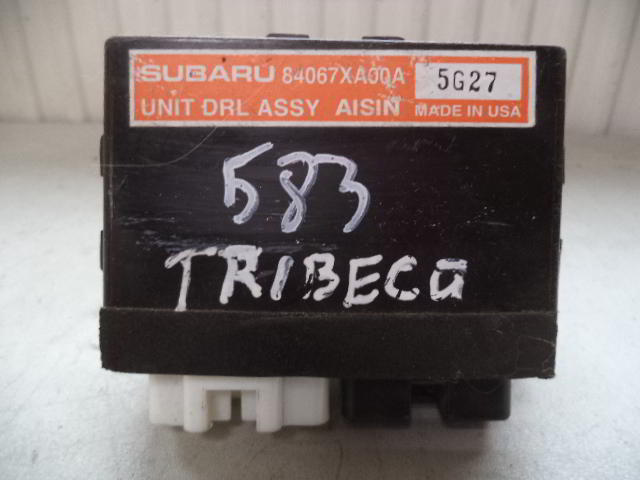 SUBARU 84067XA00A 5G27
UNIT DRL ASSY AISIN MADE IN USA
583
TRIBECa